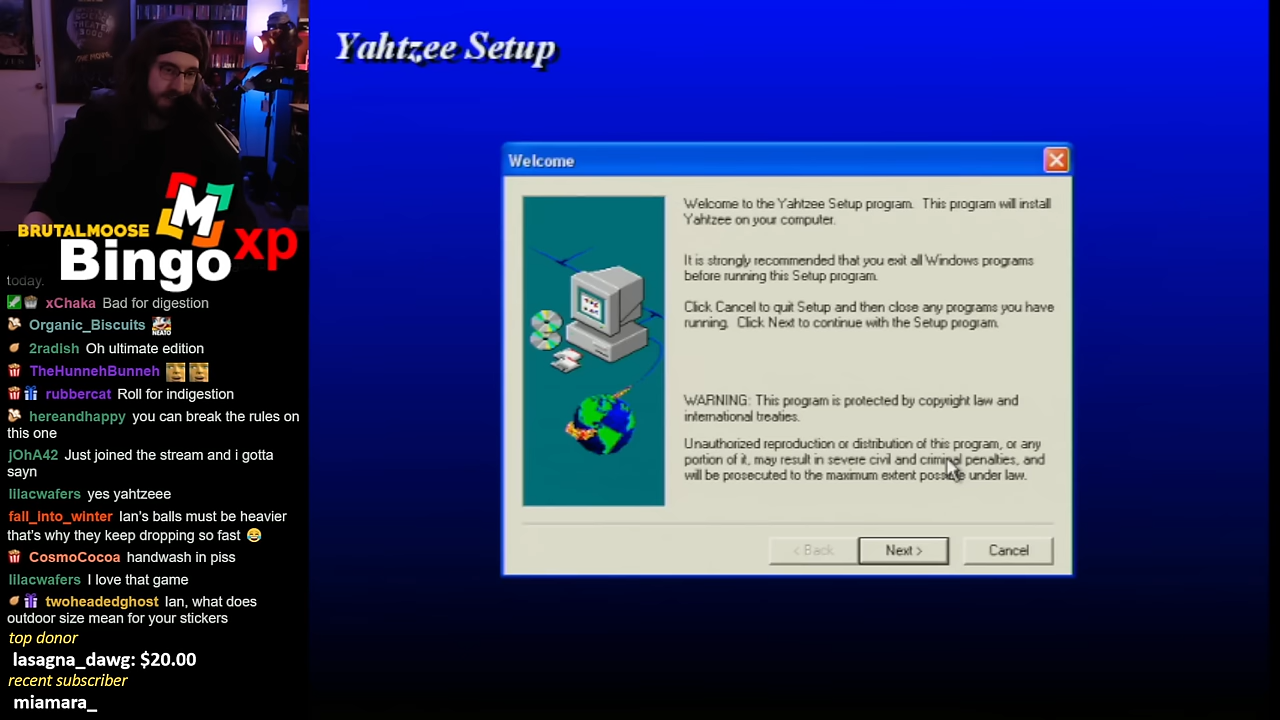 Yahtzee Setup
Welcome
Welcome to the Yahtzee Setup program. This program will install
Yahtzee on your computer.
It is strongly recommended that you exit all Windows programs
before running this Setup program.
Click Cancel to quit Setup and then close any programs you have
running. Click Next to continue with the Setup program.
WARNING: This program is protected by copyright law and
international treaties.
Unauthorized reproduction or distribution of this program, or any
portion of it, may result in severe civil and criminal penalties, and
will be prosecuted to the maximum extent possible under law.
< Back
Next >
Cancel
BRUTALMOOSE
M
Bingo xp
today.
xChaka Bad for digestion
Organic_Biscuits
2radish Oh ultimate edition
TheHunnehBunneh
rubbercat Roll for indigestion
hereandhappy you can break the rules on
this one
jOhA42 Just joined the stream and i gotta
sayn
lilacwafers yes yahtzeee
fall_into_winter Ian's balls must be heavier
that's why they keep dropping so fast 😂
CosmoCocoa handwash in piss
lilacwafers I love that game
twoheadedghost Ian, what does
outdoor size mean for your stickers
top donor
lasagna_dawg: $20.00
recent subscriber
miamara_